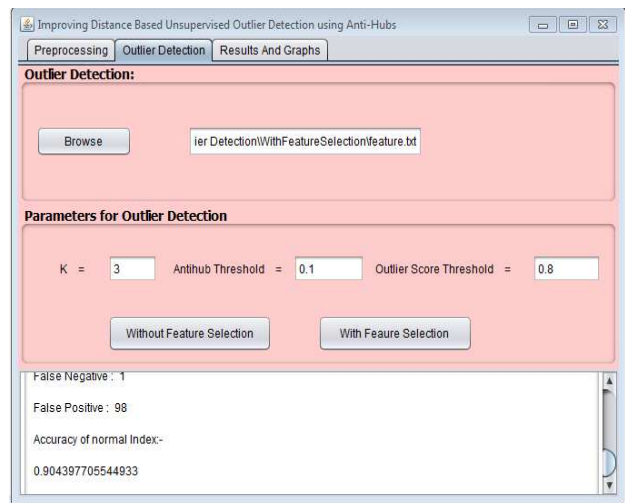 Improving Distance Based Unsupervised Outlier Detection using Anti-Hubs
Preprocessing Outlier Detection Results And Graphs
Outlier Detection:
Browse ier Detection\WithFeatureSelection\feature.txt
Parameters for Outlier Detection
K = 3 Antihub Threshold = 0.1 Outlier Score Threshold = 0.8
Without Feature Selection With Feaure Selection
False Negative : 1
False Positive : 98
Accuracy of normal Index:-
0.904397705544933